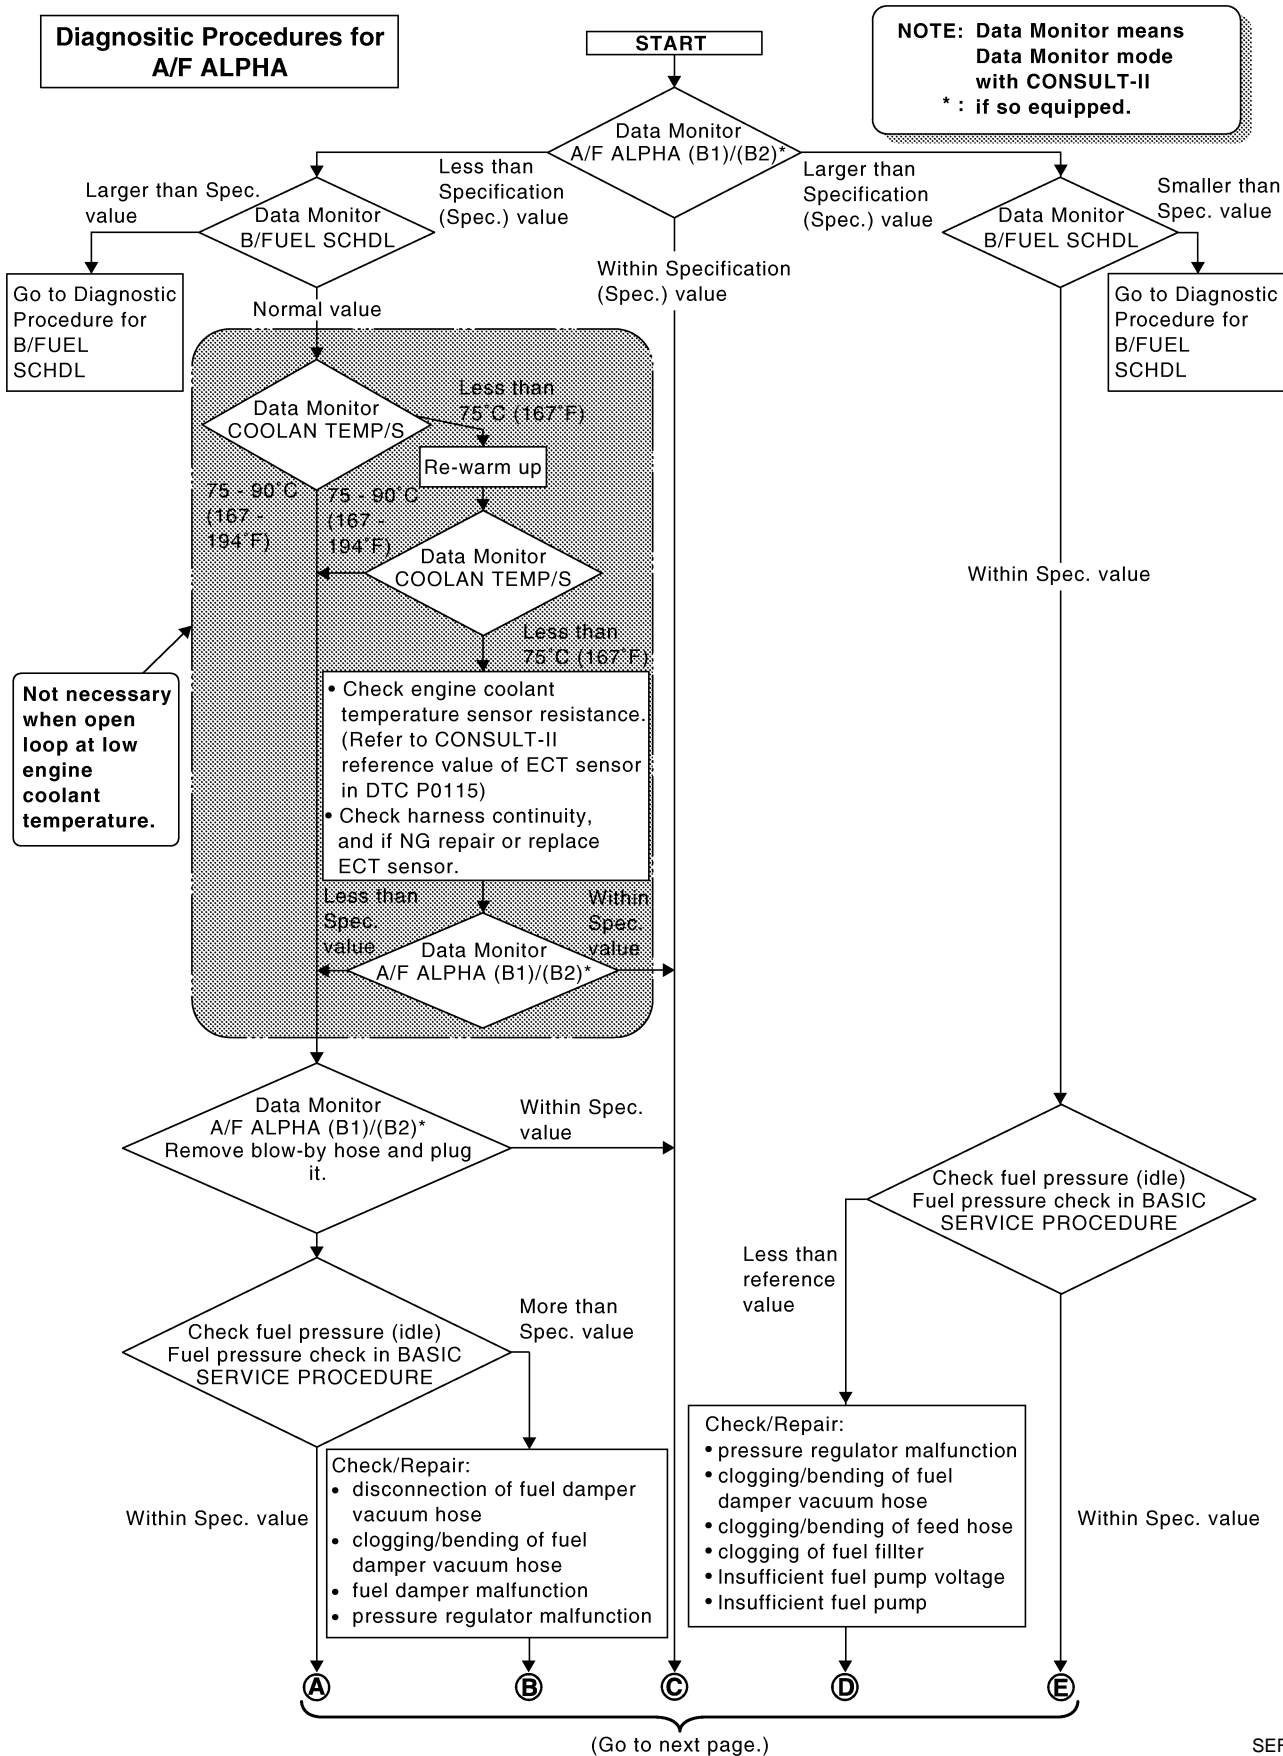 Diagnositic Procedures for
A/F ALPHA
START
NOTE: Data Monitor means
Data Monitor mode
with CONSULT-II
* : if so equipped.
Data Monitor
A/F ALPHA (B1)/(B2)*
Less than
Specification
(Spec.) value
Larger than
Specification
(Spec.) value
Within Specification
(Spec.) value
Larger than Spec.
value
Data Monitor
B/FUEL SCHDL
Data Monitor
B/FUEL SCHDL
Smaller than
Spec. value
Go to Diagnostic
Procedure for
B/FUEL
SCHDL
Normal value
Go to Diagnostic
Procedure for
B/FUEL
SCHDL
Data Monitor
COOLAN TEMP/S
Less than
75˚C (167˚F)
Re-warm up
75 - 90˚C
(167 -
194˚F)
75 - 90˚C
(167 -
194˚F)
Data Monitor
COOLAN TEMP/S
Within Spec. value
Less than
75˚C (167˚F)
Not necessary
when open
loop at low
engine
coolant
temperature.
• Check engine coolant
temperature sensor resistance.
(Refer to CONSULT-II
reference value of ECT sensor
in DTC P0115)
• Check harness continuity,
and if NG repair or replace
ECT sensor.
Less than
Spec.
value
Within
Spec.
value
Data Monitor
A/F ALPHA (B1)/(B2)*
Data Monitor
A/F ALPHA (B1)/(B2)*
Remove blow-by hose and plug
it.
Within Spec.
value
Check fuel pressure (idle)
Fuel pressure check in BASIC
SERVICE PROCEDURE
Less than
reference
value
Check fuel pressure (idle)
Fuel pressure check in BASIC
SERVICE PROCEDURE
More than
Spec. value
Within Spec. value
Check/Repair:
• disconnection of fuel damper
vacuum hose
• clogging/bending of fuel
damper vacuum hose
• fuel damper malfunction
• pressure regulator malfunction
Check/Repair:
• pressure regulator malfunction
• clogging/bending of fuel
damper vacuum hose
• clogging/bending of feed hose
• clogging of fuel fillter
• Insufficient fuel pump voltage
• Insufficient fuel pump
Within Spec. value
A B C D E
(Go to next page.)
SEF